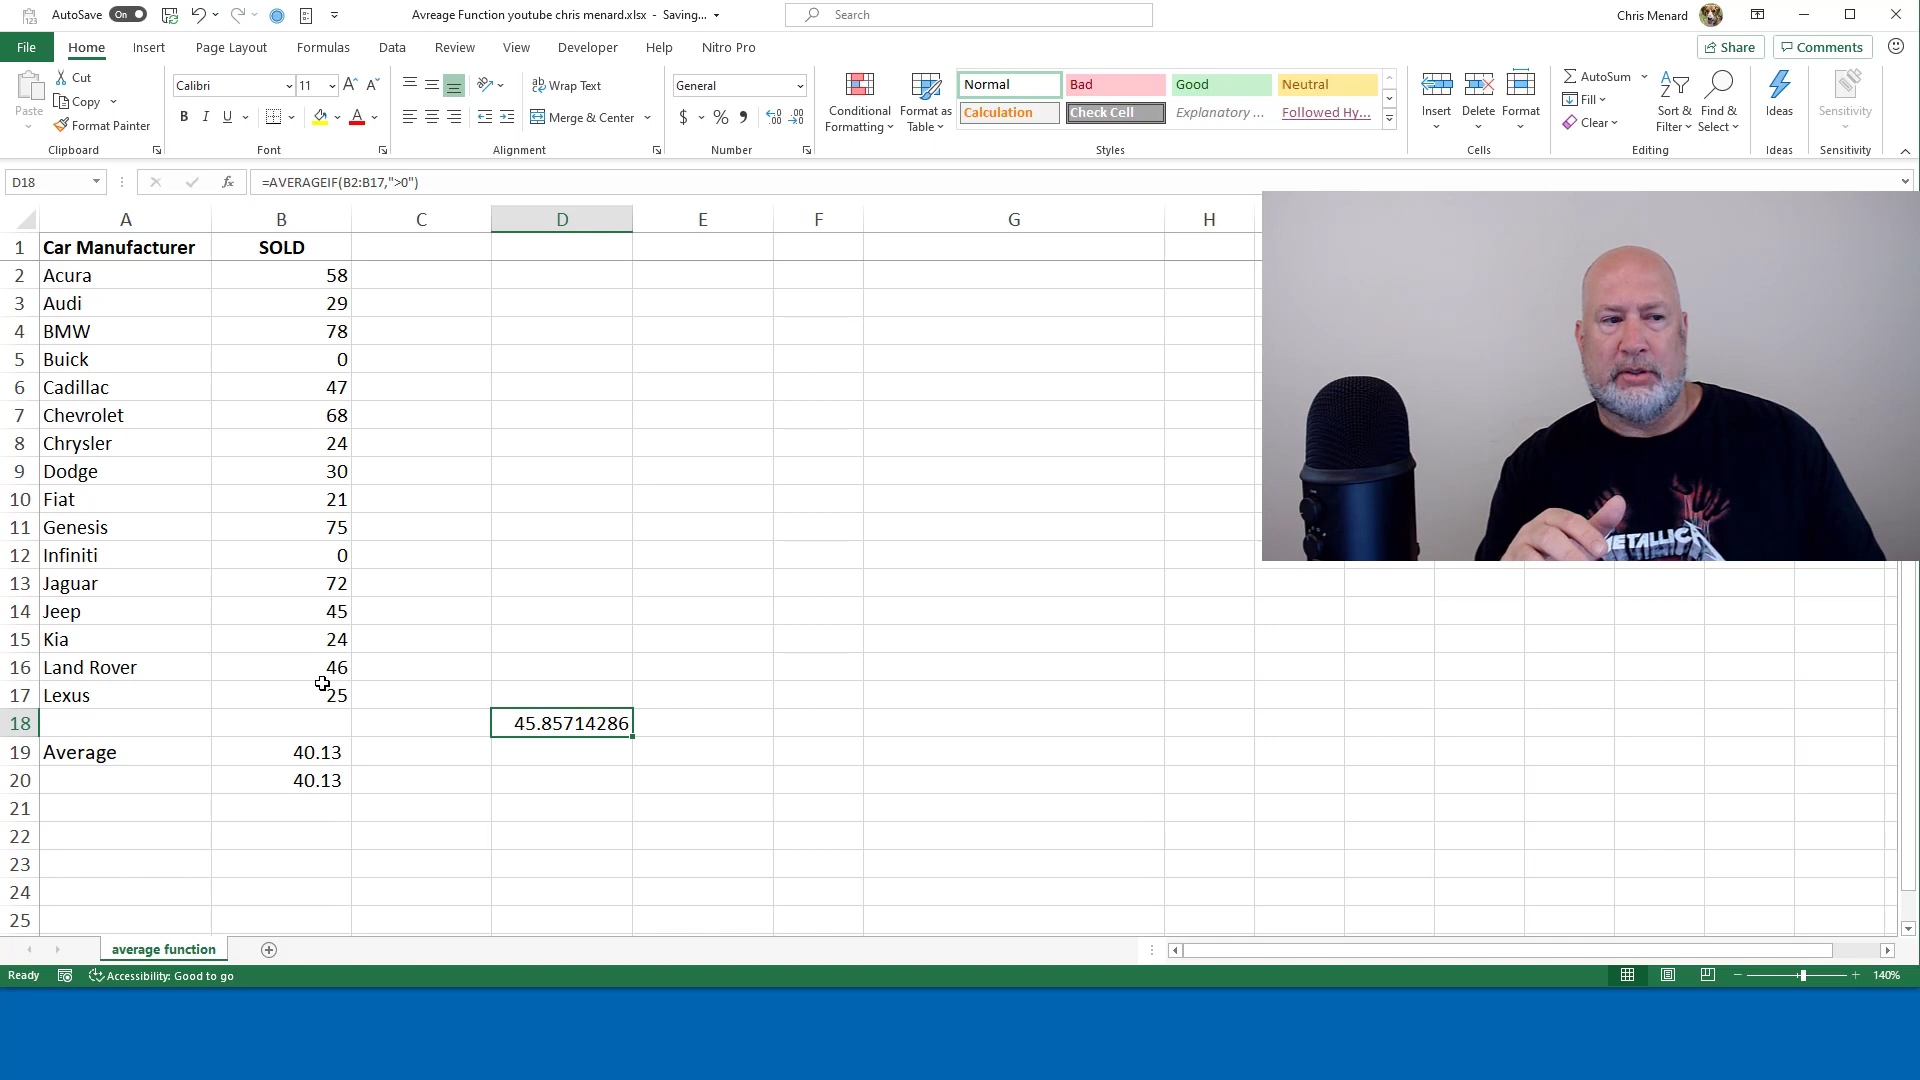 AutoSave On Avreage Function youtube chris menard.xlsx - Saving... Search Chris Menard
File Home Insert Draw Page Layout Formulas Data Review View Developer Help Nitro Pro Share Comments
Paste Cut Copy Format Painter
Calibri 11 B I U A
Wrap Text Merge & Center
General $ % ,
Conditional Formatting Format as Table
Normal Bad Good Neutral
Calculation Check Cell Explanatory ... Followed Hy...
Insert Delete Format
AutoSum Fill Clear Sort & Filter Find & Select
Ideas Sensitivity
Clipboard Font Alignment Number Styles Cells Editing Ideas Sensitivity
D18 fx =AVERAGEIF(B2:B17,">0")
A B C D E F G H
1 Car Manufacturer SOLD
2 Acura 58
3 Audi 29
4 BMW 78
5 Buick 0
6 Cadillac 47
7 Chevrolet 68
8 Chrysler 24
9 Dodge 30
10 Fiat 21
11 Genesis 75
12 Infiniti 0
13 Jaguar 72
14 Jeep 45
15 Kia 24
16 Land Rover 46
17 Lexus 25
18 45.85714286
19 Average 40.13
20 40.13
21
22
23
24
25
METALLICA
average function
Ready Accessibility: Good to go 140%